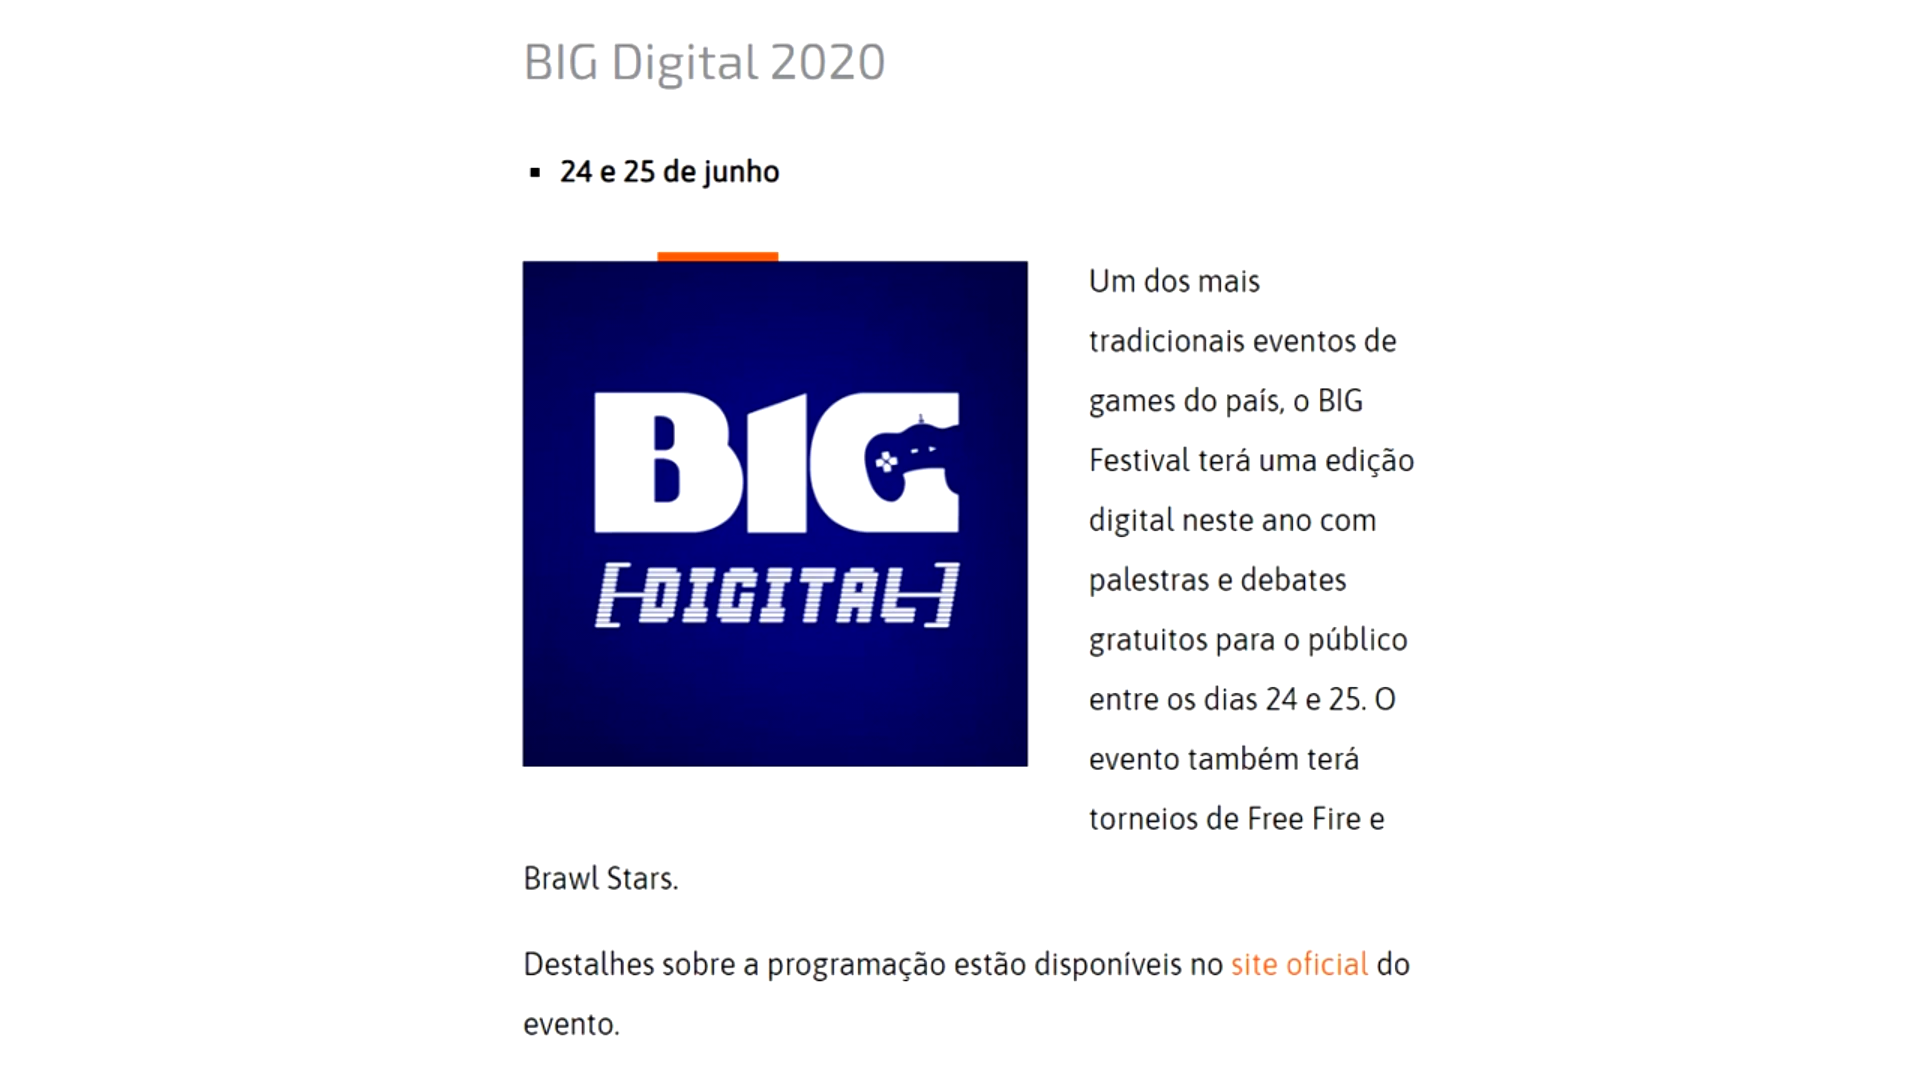 BIG Digital 2020
▪ 24 e 25 de junho
BIG
[DIGITAL]
Um dos mais
tradicionais eventos de
games do país, o BIG
Festival terá uma edição
digital neste ano com
palestras e debates
gratuitos para o público
entre os dias 24 e 25. O
evento também terá
torneios de Free Fire e
Brawl Stars.
Destalhes sobre a programação estão disponíveis no site oficial do
evento.